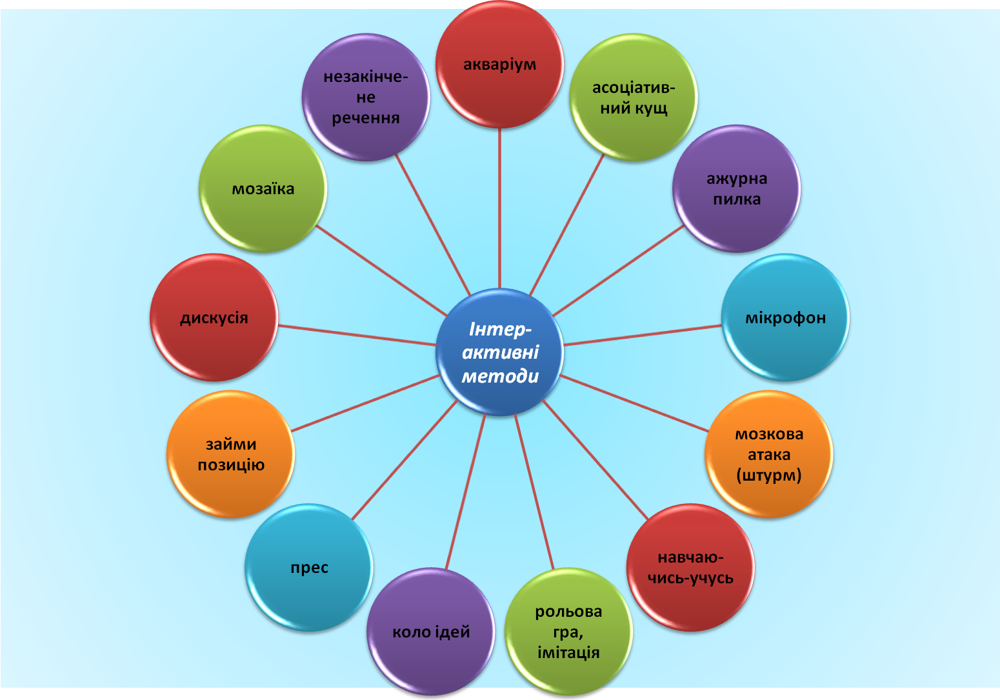 Інтер-
активні
методи
акваріум
асоціатив-
ний кущ
ажурна
пилка
мікрофон
мозкова
атака
(штурм)
навчаю-
чись-учусь
рольова
гра,
імітація
коло ідей
прес
займи
позицію
дискусія
мозаїка
незакінче-
не
речення